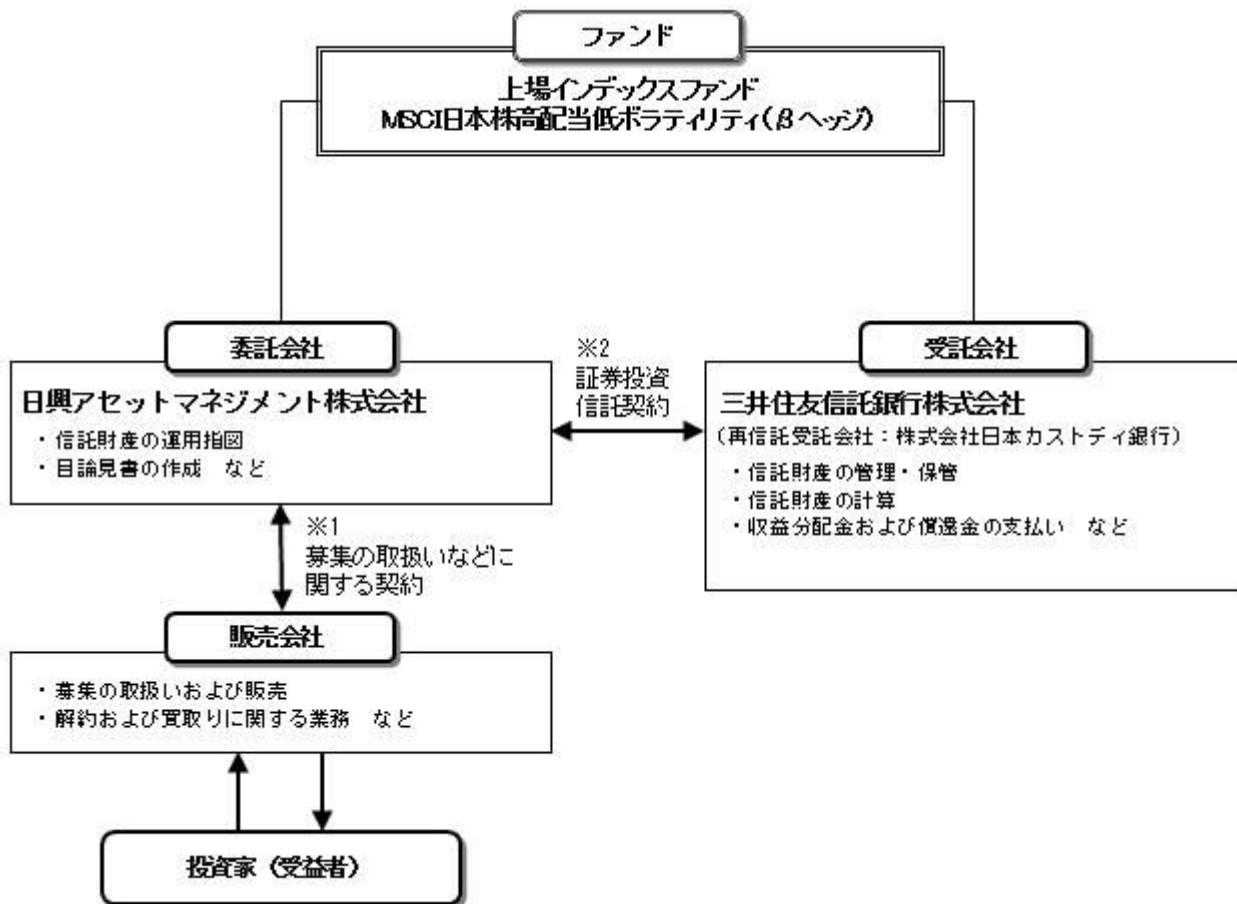 ファンド
上場インデックスファンド
MSCI日本株高配当低ボラティリティ(βヘッジ)
委託会社
日興アセットマネジメント株式会社
・信託財産の運用指図
・目論見書の作成 など
※2
証券投資
信託契約
受託会社
三井住友信託銀行株式会社
(再信託受託会社:株式会社日本カストディ銀行)
・信託財産の管理・保管
・信託財産の計算
・収益分配金および償還金の支払い など
※1
募集の取扱いなどに
関する契約
販売会社
・募集の取扱いおよび販売
・解約および買取りに関する業務 など
投資家(受益者)